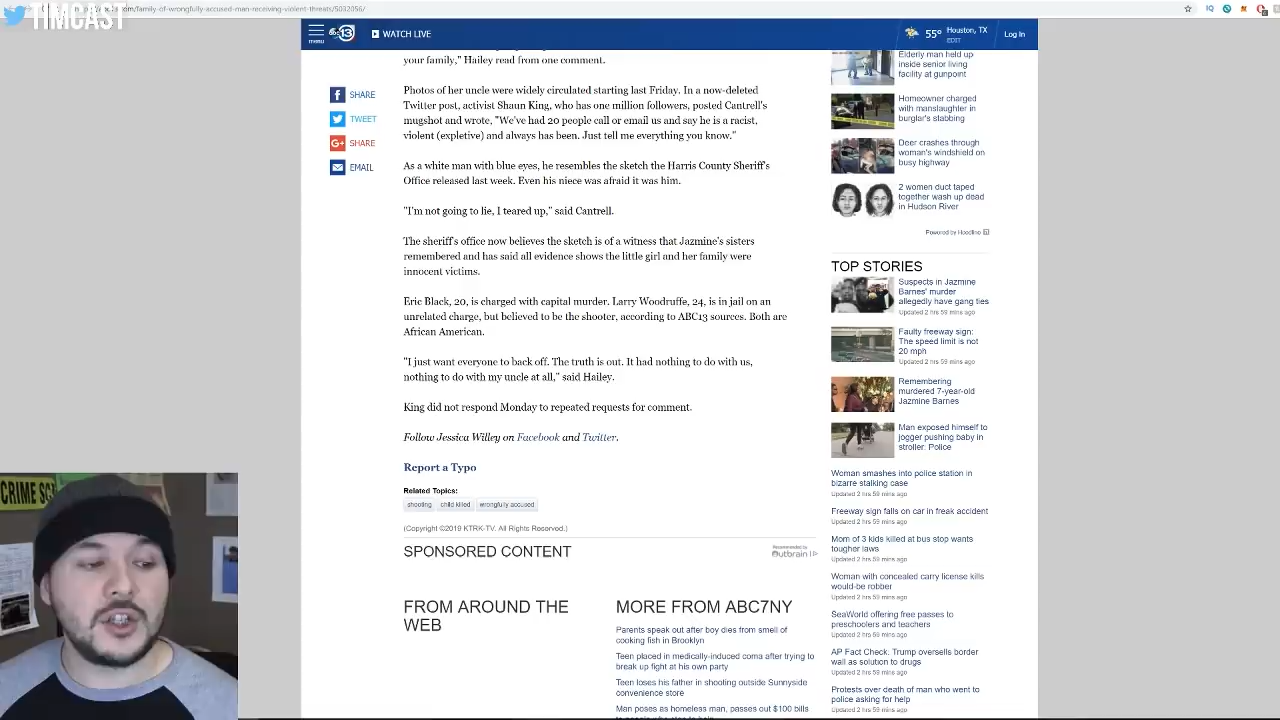 TIMCAST
com/family-of-wrongfully-accused-man-receiving-violent-threats/5032056/
menu
13
WATCH LIVE
55°
Houston, TX
EDIT
Log In
your family," Hailey read from one comment.
SHARE
TWEET
SHARE
EMAIL
Photos of her uncle were widely circulated starting last Friday. In a now-deleted
Twitter post, activist Shaun King, who has one million followers, posted Cantrell's
mugshot and wrote, "We've had 20 people call or email us and say he is a racist,
violent (expletive) and always has been. Just tell me everything you know."
As a white man with blue eyes, he resembles the sketch the Harris County Sheriff's
Office released last week. Even his niece was afraid it was him.
"I'm not going to lie, I teared up," said Cantrell.
The sheriff's office now believes the sketch is of a witness that Jazmine's sisters
remembered and has said all evidence shows the little girl and her family were
innocent victims.
Eric Black, 20, is charged with capital murder. Larry Woodruffe, 24, is in jail on an
unrelated charge, but believed to be the shooter, according to ABC13 sources. Both are
African American.
"I just want everyone to back off. The truth is out. It had nothing to do with us,
nothing to do with my uncle at all," said Hailey.
King did not respond Monday to repeated requests for comment.
Follow Jessica Willey on Facebook and Twitter.
Report a Typo
Related Topics:
shooting child killed wrongfully accused
(Copyright ©2019 KTRK-TV. All Rights Reserved.)
SPONSORED CONTENT
Recommended by
Outbrain
FROM AROUND THE
WEB
MORE FROM ABC7NY
Parents speak out after boy dies from smell of
cooking fish in Brooklyn
Teen placed in medically-induced coma after trying to
break up fight at his own party
Teen loses his father in shooting outside Sunnyside
convenience store
Man poses as homeless man, passes out $100 bills
Elderly man held up
inside senior living
facility at gunpoint
Homeowner charged
with manslaughter in
burglar's stabbing
Deer crashes through
woman's windshield on
busy highway
2 women duct taped
together wash up dead
in Hudson River
Powered by Hoodline
TOP STORIES
Suspects in Jazmine
Barnes' murder
allegedly have gang ties
Updated 2 hrs 59 mins ago
Faulty freeway sign:
The speed limit is not
20 mph
Updated 2 hrs 59 mins ago
Remembering
murdered 7-year-old
Jazmine Barnes
Man exposed himself to
jogger pushing baby in
stroller: Police
Woman smashes into police station in
bizarre stalking case
Updated 2 hrs 59 mins ago
Freeway sign falls on car in freak accident
Updated 2 hrs 59 mins ago
Mom of 3 kids killed at bus stop wants
tougher laws
Updated 2 hrs 59 mins ago
Woman with concealed carry license kills
would-be robber
Updated 2 hrs 59 mins ago
SeaWorld offering free passes to
preschoolers and teachers
Updated 2 hrs 59 mins ago
AP Fact Check: Trump oversells border
wall as solution to drugs
Updated 2 hrs 59 mins ago
Protests over death of man who went to
police asking for help
Updated 2 hrs 59 mins ago
CRIME